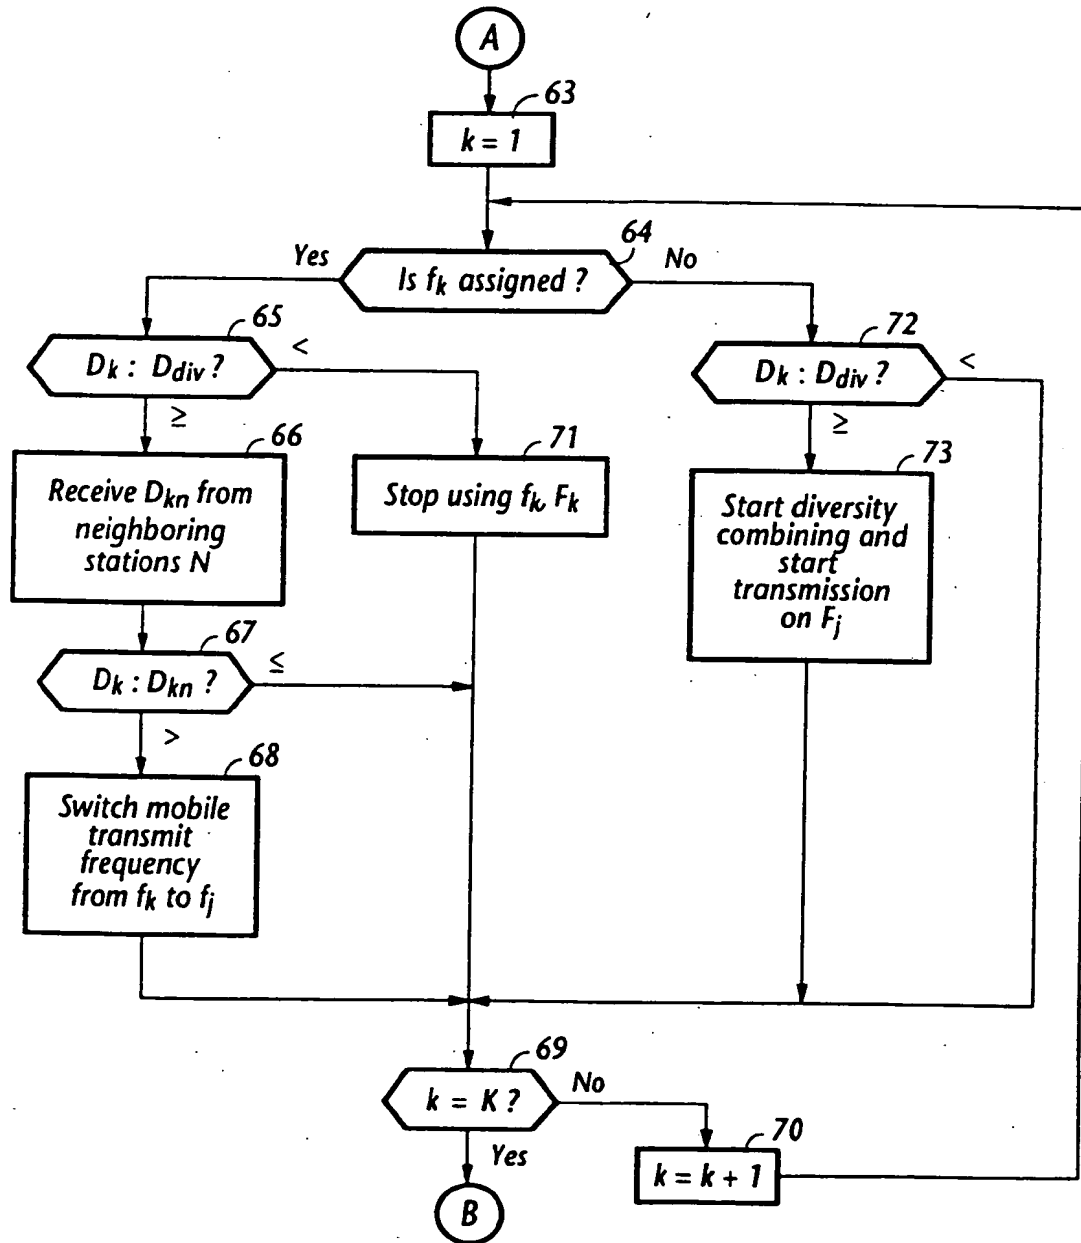 A
63
k = 1
64
Yes
Is fk assigned ?
No
65
Dk : Ddiv ?
<
≥
72
Dk : Ddiv ?
<
≥
66
Receive Dkn from
neighboring
stations N
71
Stop using fk, Fk
73
Start diversity
combining and
start
transmission
on Fj
67
Dk : Dkn ?
≤
>
68
Switch mobile
transmit
frequency
from fk to fj
69
k = K ?
No
Yes
70
k = k + 1
B